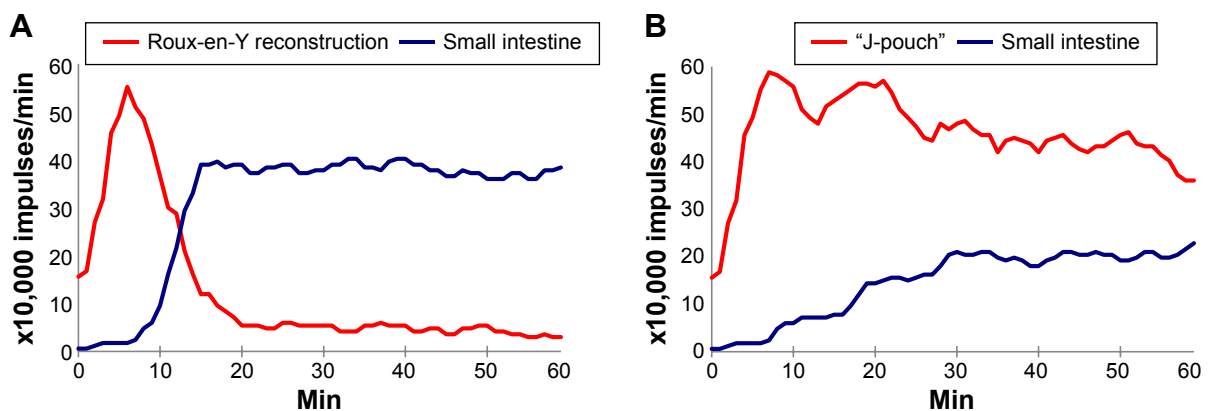 A
Roux-en-Y reconstruction Small intestine
x10,000 impulses/min
60
50
40
30
20
10
0
0 10 20 30 40 50 60
Min
B
“J-pouch” Small intestine
x10,000 impulses/min
60
50
40
30
20
10
0
0 10 20 30 40 50 60
Min